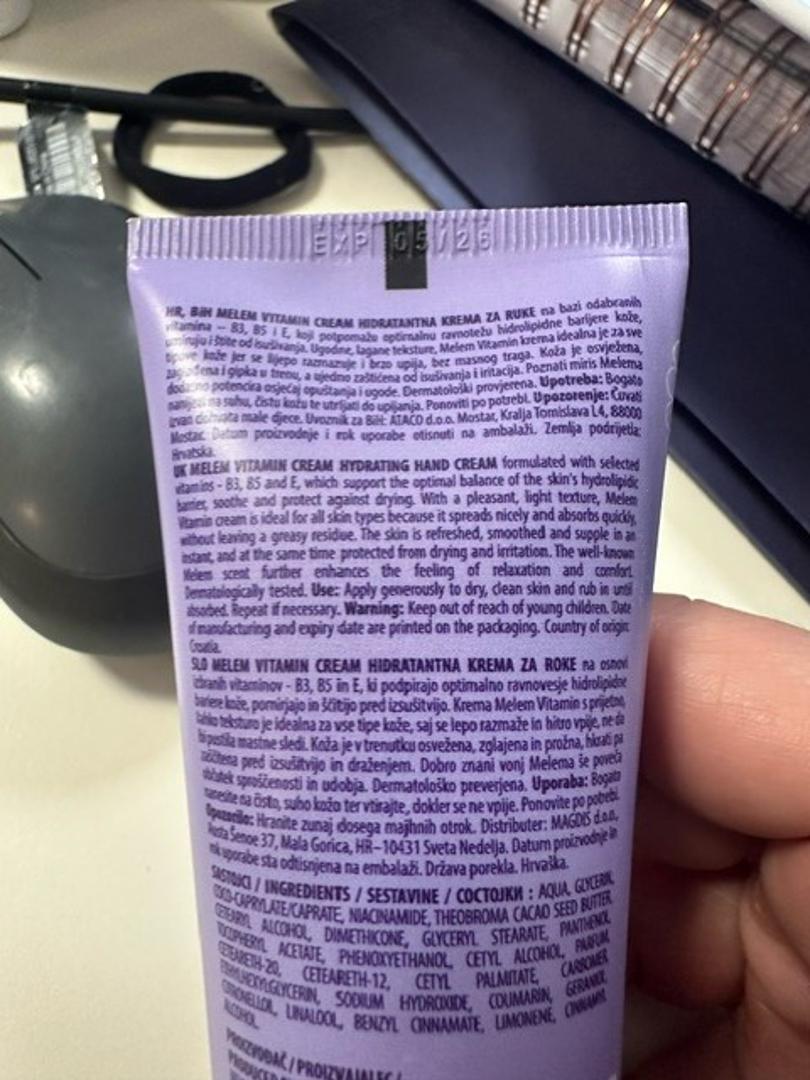 EXP 05/26
HR, BiH MELEM VITAMIN CREAM HIDRATANTNA KREMA ZA RUKE na bazi odabranih
vitamina – B3, B5 i E, koji potpomažu optimalnu ravnotežu hidrolipidne barijere kože,
umiruju i štite od isušivanja. Ugodne, lagane teksture, Melem Vitamin krema idealna je za sve
tipove kože jer se lijepo razmazuje i brzo upija, bez masnog traga. Koža je osvježena,
zaglađena i gipka u trenu, a ujedno zaštićena od isušivanja i iritacija. Poznati miris Melema
dodatno potencira osjećaj opuštanja i ugode. Dermatološki provjerena. Upotreba: Bogato
nanijeti na suhu, čistu kožu te utrljati do upijanja. Ponoviti po potrebi. Upozorenje: Čuvati
izvan dohvata male djece. Uvoznik za BiH: ATACO d.o.o. Mostar, Kralja Tomislava L4, 88000
Mostar. Datum proizvodnje i rok uporabe otisnuti na ambalaži. Zemlja podrijetla:
Hrvatska.
UK MELEM VITAMIN CREAM HYDRATING HAND CREAM formulated with selected
vitamins - B3, B5 and E, which support the optimal balance of the skin's hydrolipidic
barrier, soothe and protect against drying. With a pleasant, light texture, Melem
Vitamin cream is ideal for all skin types because it spreads nicely and absorbs quickly,
without leaving a greasy residue. The skin is refreshed, smoothed and supple in an
instant, and at the same time protected from drying and irritation. The well-known
Melem scent further enhances the feeling of relaxation and comfort.
Dermatologically tested. Use: Apply generously to dry, clean skin and rub in until
absorbed. Repeat if necessary. Warning: Keep out of reach of young children. Date
of manufacturing and expiry date are printed on the packaging. Country of origin:
Croatia.
SLO MELEM VITAMIN CREAM HIDRATANTNA KREMA ZA ROKE na osnovi
izbranih vitaminov - B3, B5 in E, ki podpirajo optimalno ravnovesje hidrolipidne
bariere kože, pomirjajo in ščitijo pred izsušitvijo. Krema Melem Vitamin s prijetno,
lahko teksturo je idealna za vse tipe kože, saj se lepo razmaže in hitro vpije, ne da
bi pustila mastne sledi. Koža je v trenutku osvežena, zglajena in prožna, hkrati pa
zaščitena pred izsušitvijo in draženjem. Dobro znani vonj Melema še poveča
občutek sproščenosti in udobja. Dermatološko preverjena. Uporaba: Bogato
nanesite na čisto, suho kožo ter vtirajte, dokler se ne vpije. Ponovite po potrebi.
Opozorilo: Hranite zunaj dosega majhnih otrok. Distributer: MAGDIS d.o.o.,
Augusta Šenoe 37, Mala Gorica, HR–10431 Sveta Nedelja. Datum proizvodnje in
rok uporabe sta odtisnjena na embalaži. Država porekla. Hrvaška.
SASTOJCI / INGREDIENTS / SESTAVINE / СОСТОЈКИ : AQUA, GLYCERIN,
COCO-CAPRYLATE/CAPRATE, NIACINAMIDE, THEOBROMA CACAO SEED BUTTER,
CETEARYL ALCOHOL, DIMETHICONE, GLYCERYL STEARATE, PANTHENOL,
TOCOPHERYL ACETATE, PHENOXYETHANOL, CETYL ALCOHOL, PARFUM,
CETEARETH-20, CETEARETH-12, CETYL PALMITATE, CARBOMER,
ETHYLHEXYLGLYCERIN, SODIUM HYDROXIDE, COUMARIN, GERANIOL,
CITRONELLOL, LINALOOL, BENZYL CINNAMATE, LIMONENE, CINNAMYL
ALCOHOL.
PROIZVOĐAČ / PROIZVAJALEC /